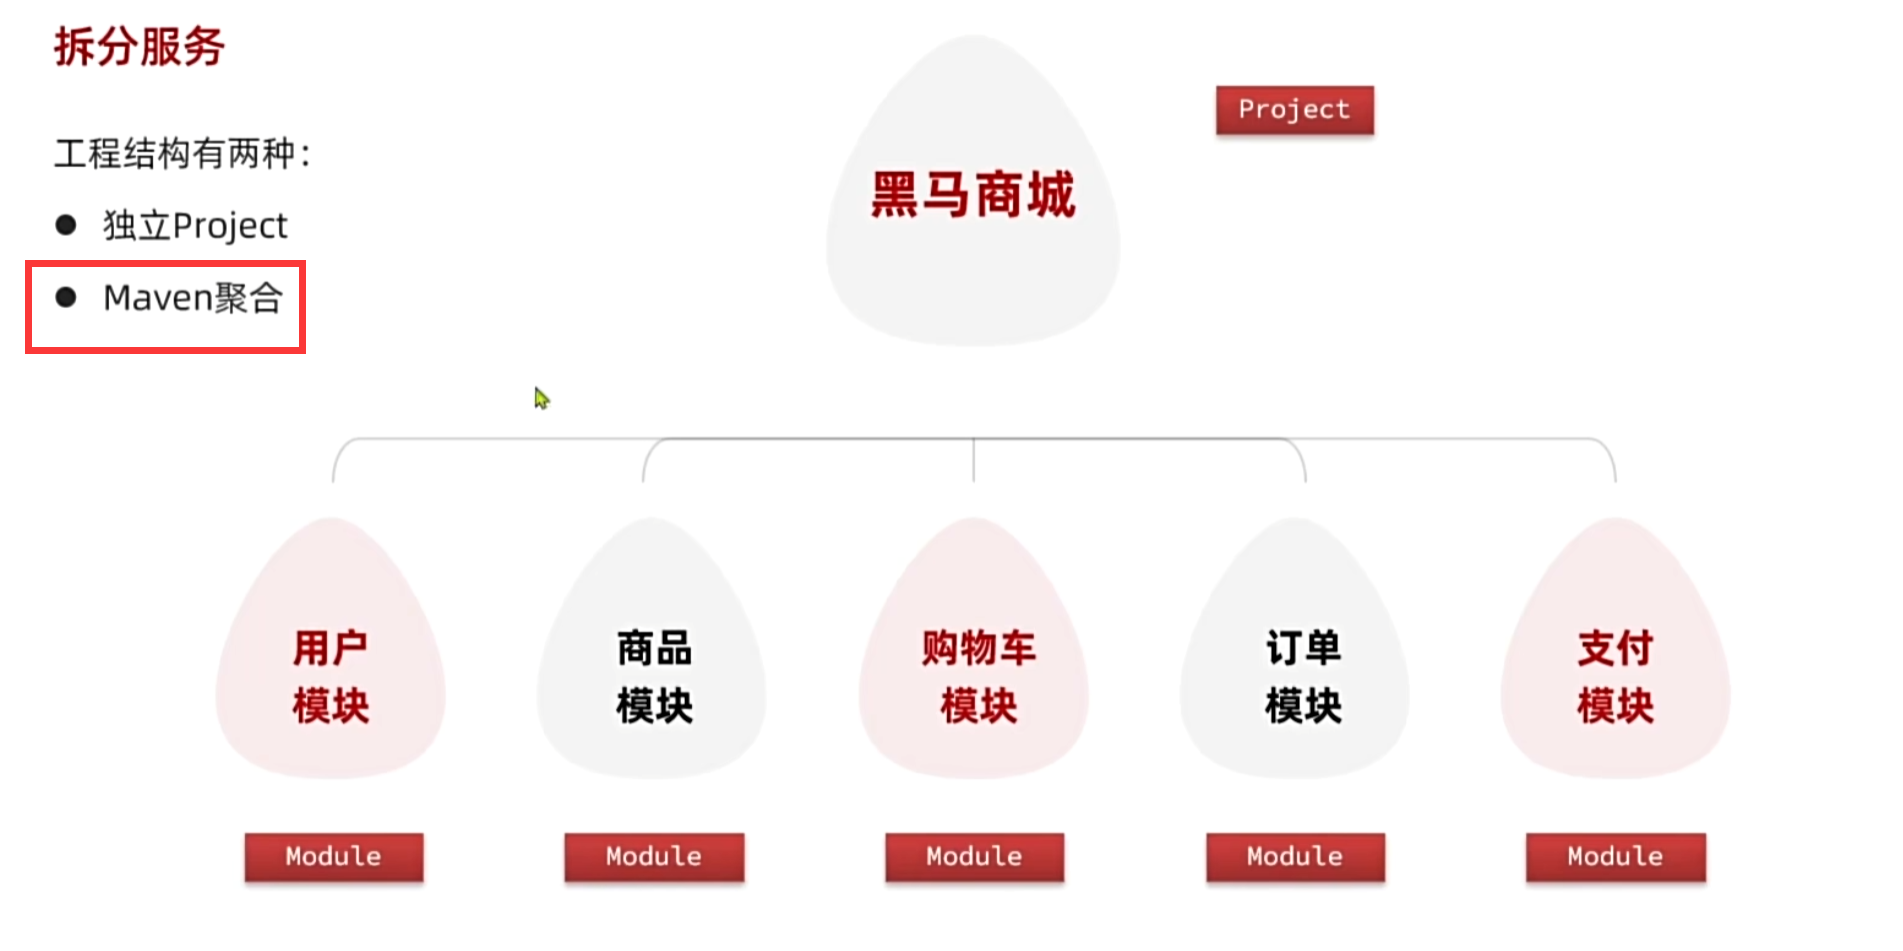 拆分服务
工程结构有两种：
● 独立Project
● Maven聚合
黑马商城
Project
用户
模块
商品
模块
购物车
模块
订单
模块
支付
模块
Module
Module
Module
Module
Module